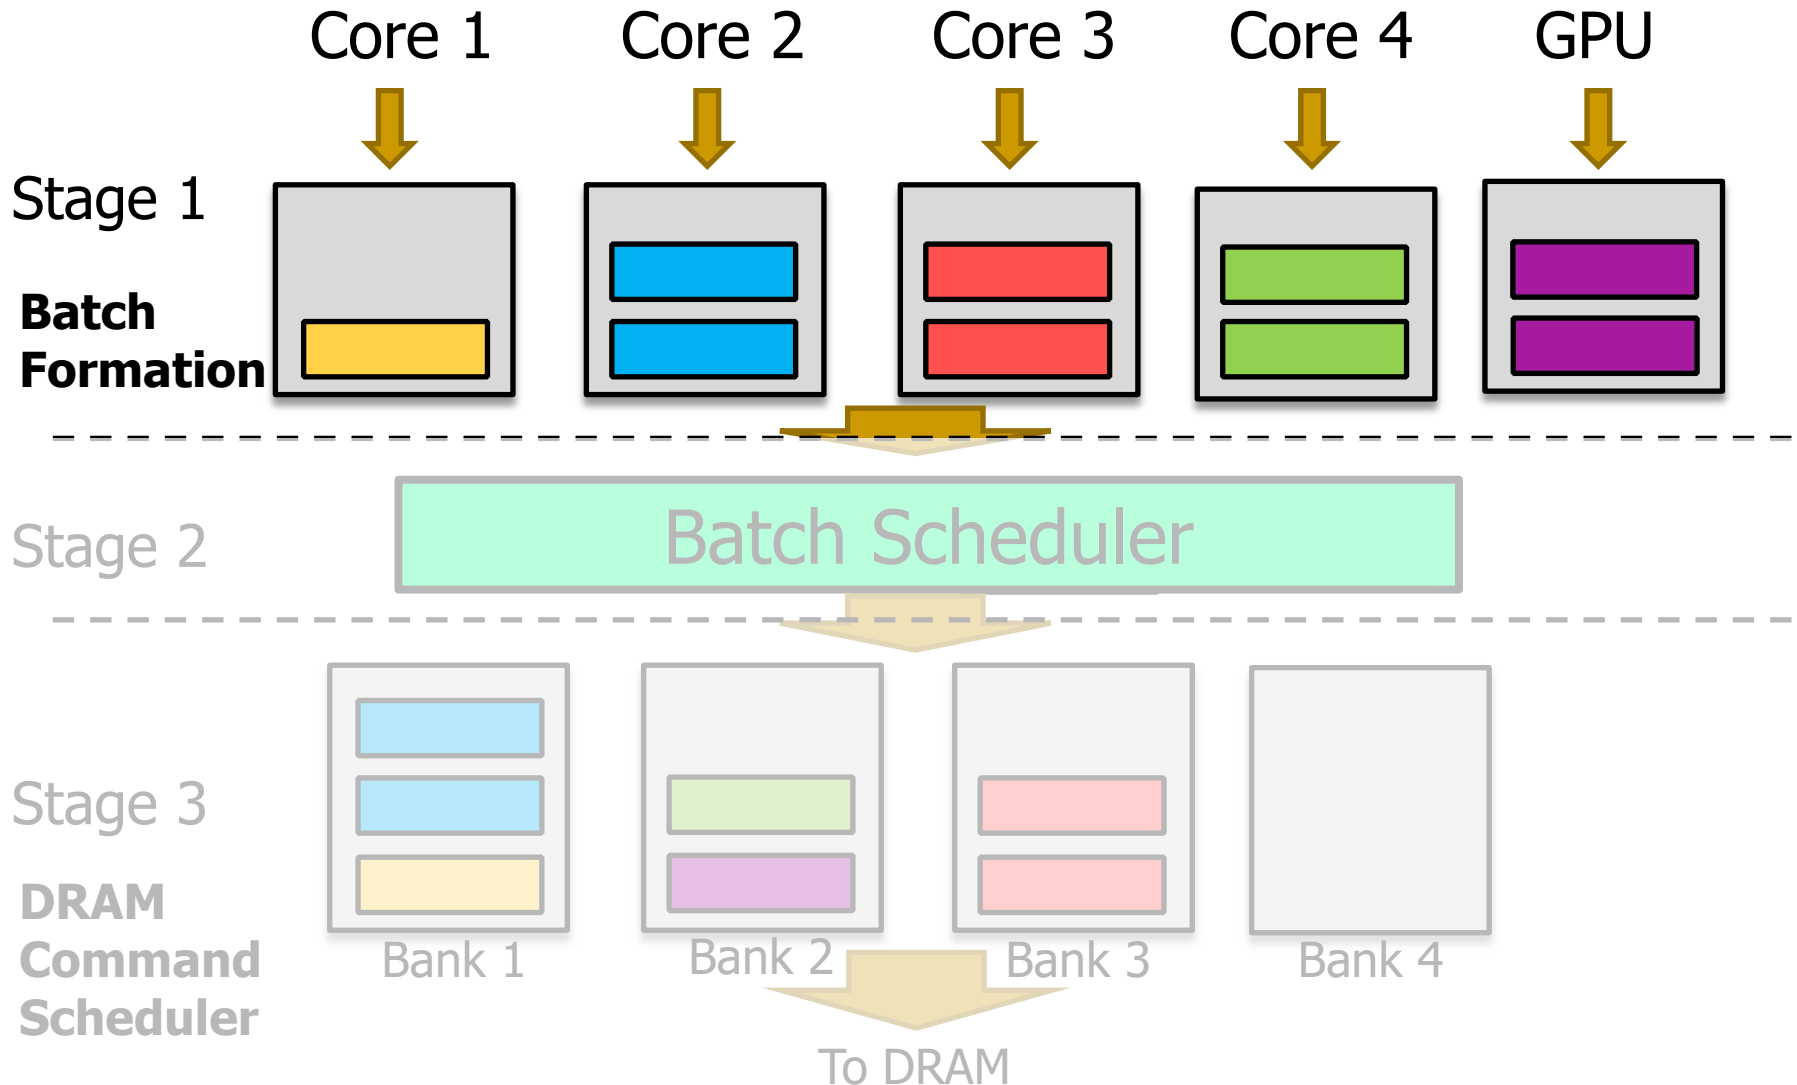 Core 1 Core 2 Core 3 Core 4 GPU
Stage 1
Batch
Formation
Stage 2
Batch Scheduler
Stage 3
DRAM
Command
Scheduler
Bank 1 Bank 2 Bank 3 Bank 4
To DRAM